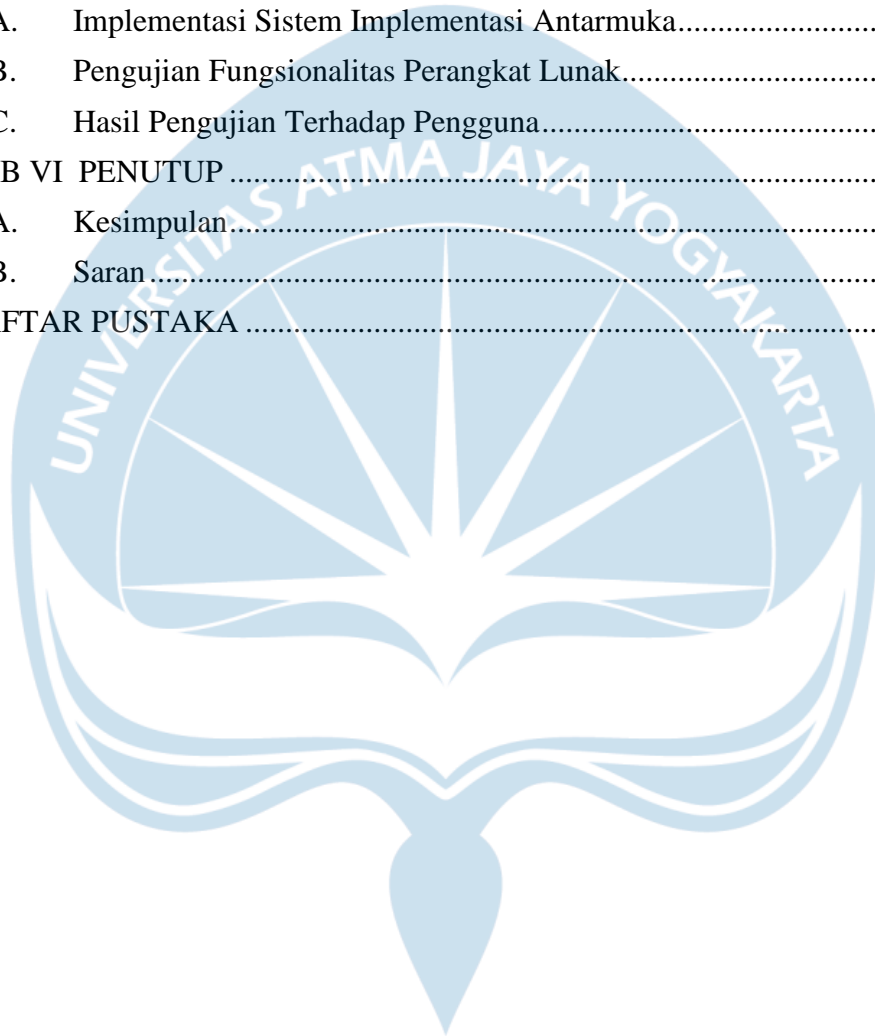 A. Implementasi Sistem Implementasi Antarmuka................................
B. Pengujian Fungsionalitas Perangkat Lunak........................................
C. Hasil Pengujian Terhadap Pengguna....................................................
B VI PENUTUP ..........................................................................................
A. Kesimpulan..........................................................................................
B. Saran.....................................................................................................
FTAR PUSTAKA .......................................................................................
UNIVERSITAS ATMA JAYA YOGYAKARTA